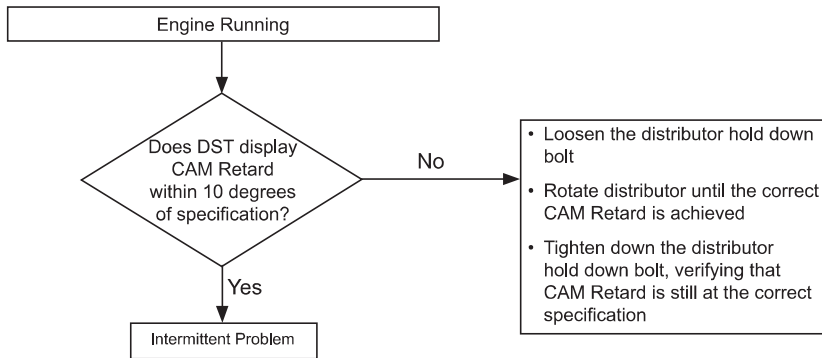 Engine Running
Does DST display
CAM Retard
within 10 degrees
of specification?
No
• Loosen the distributor hold down
bolt
• Rotate distributor until the correct
CAM Retard is achieved
• Tighten down the distributor
hold down bolt, verifying that
CAM Retard is still at the correct
specification
Yes
Intermittent Problem